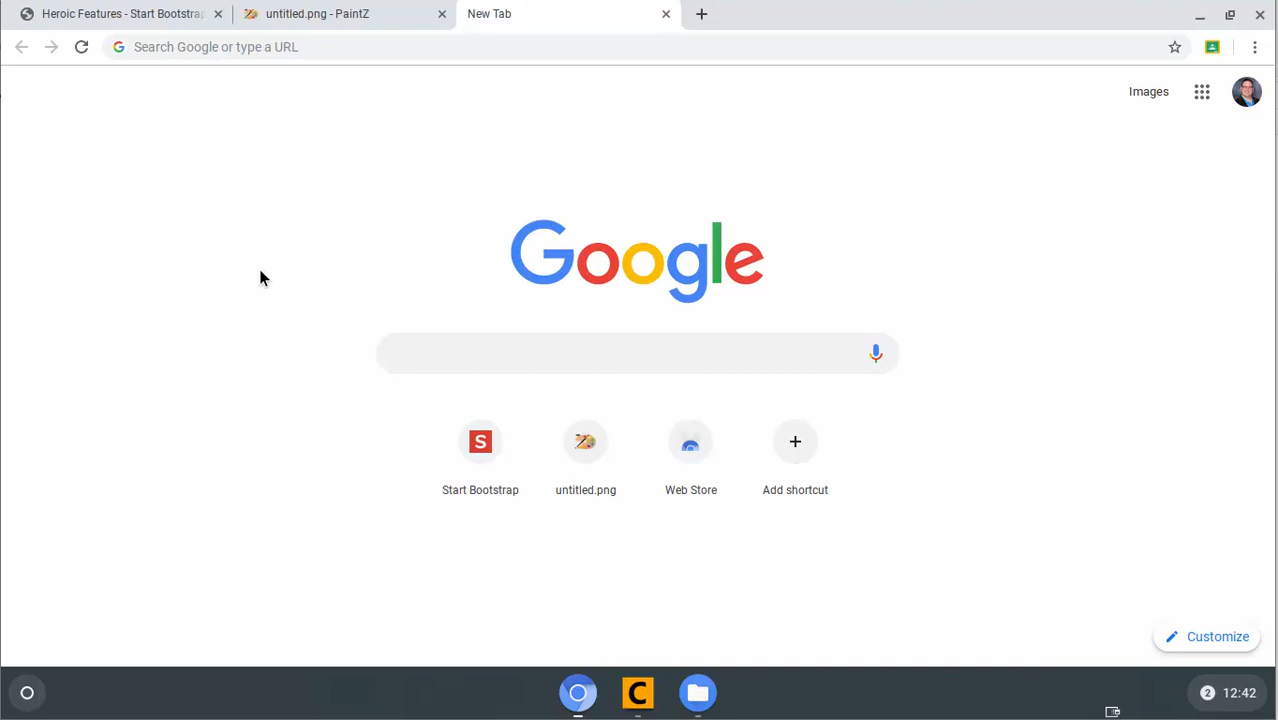 Heroic Features - Start Bootstrap
untitled.png - PaintZ
New Tab
Search Google or type a URL
Images
Google
S
Start Bootstrap
untitled.png
Web Store
Add shortcut
Customize
C
2
12:42